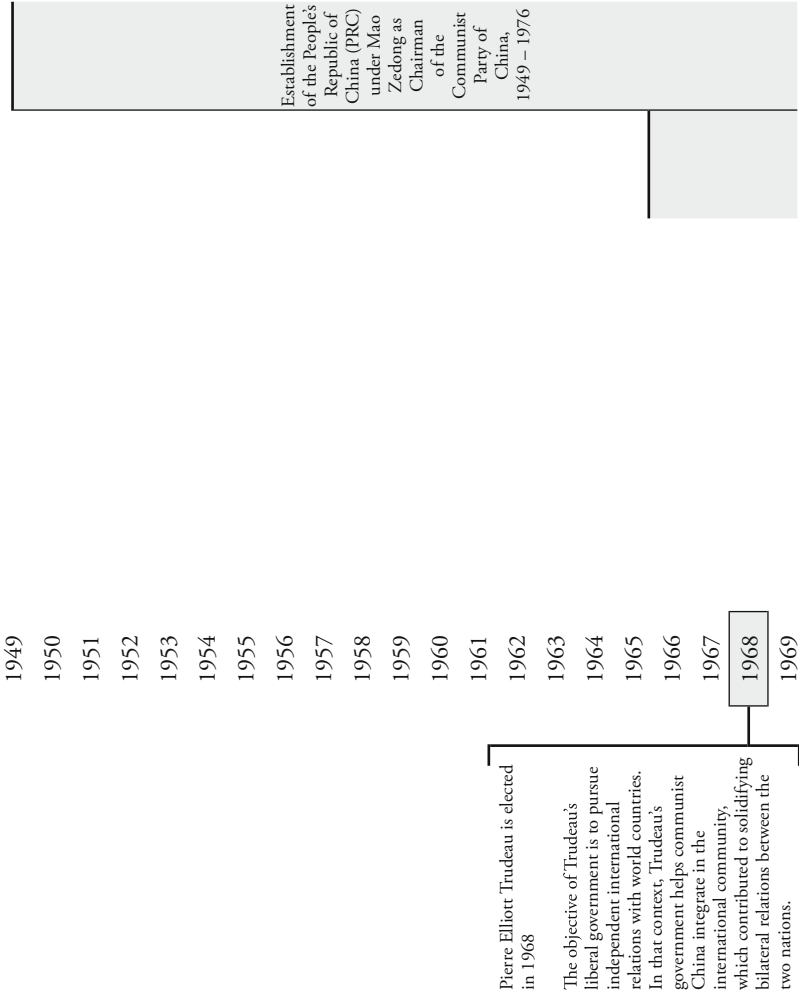 Establishment
of the People's
Republic of
China (PRC)
under Mao
Zedong as
Chairman
of the
Communist
Party of
China,
1949 – 1976
1949
1950
1951
1952
1953
1954
1955
1956
1957
1958
1959
1960
1961
1962
1963
1964
1965
1966
1967
1968
1969
Pierre Elliott Trudeau is elected
in 1968
The objective of Trudeau's
liberal government is to pursue
independent international
relations with world countries.
In that context, Trudeau's
government helps communist
China integrate in the
international community,
which contributed to solidifying
bilateral relations between the
two nations.